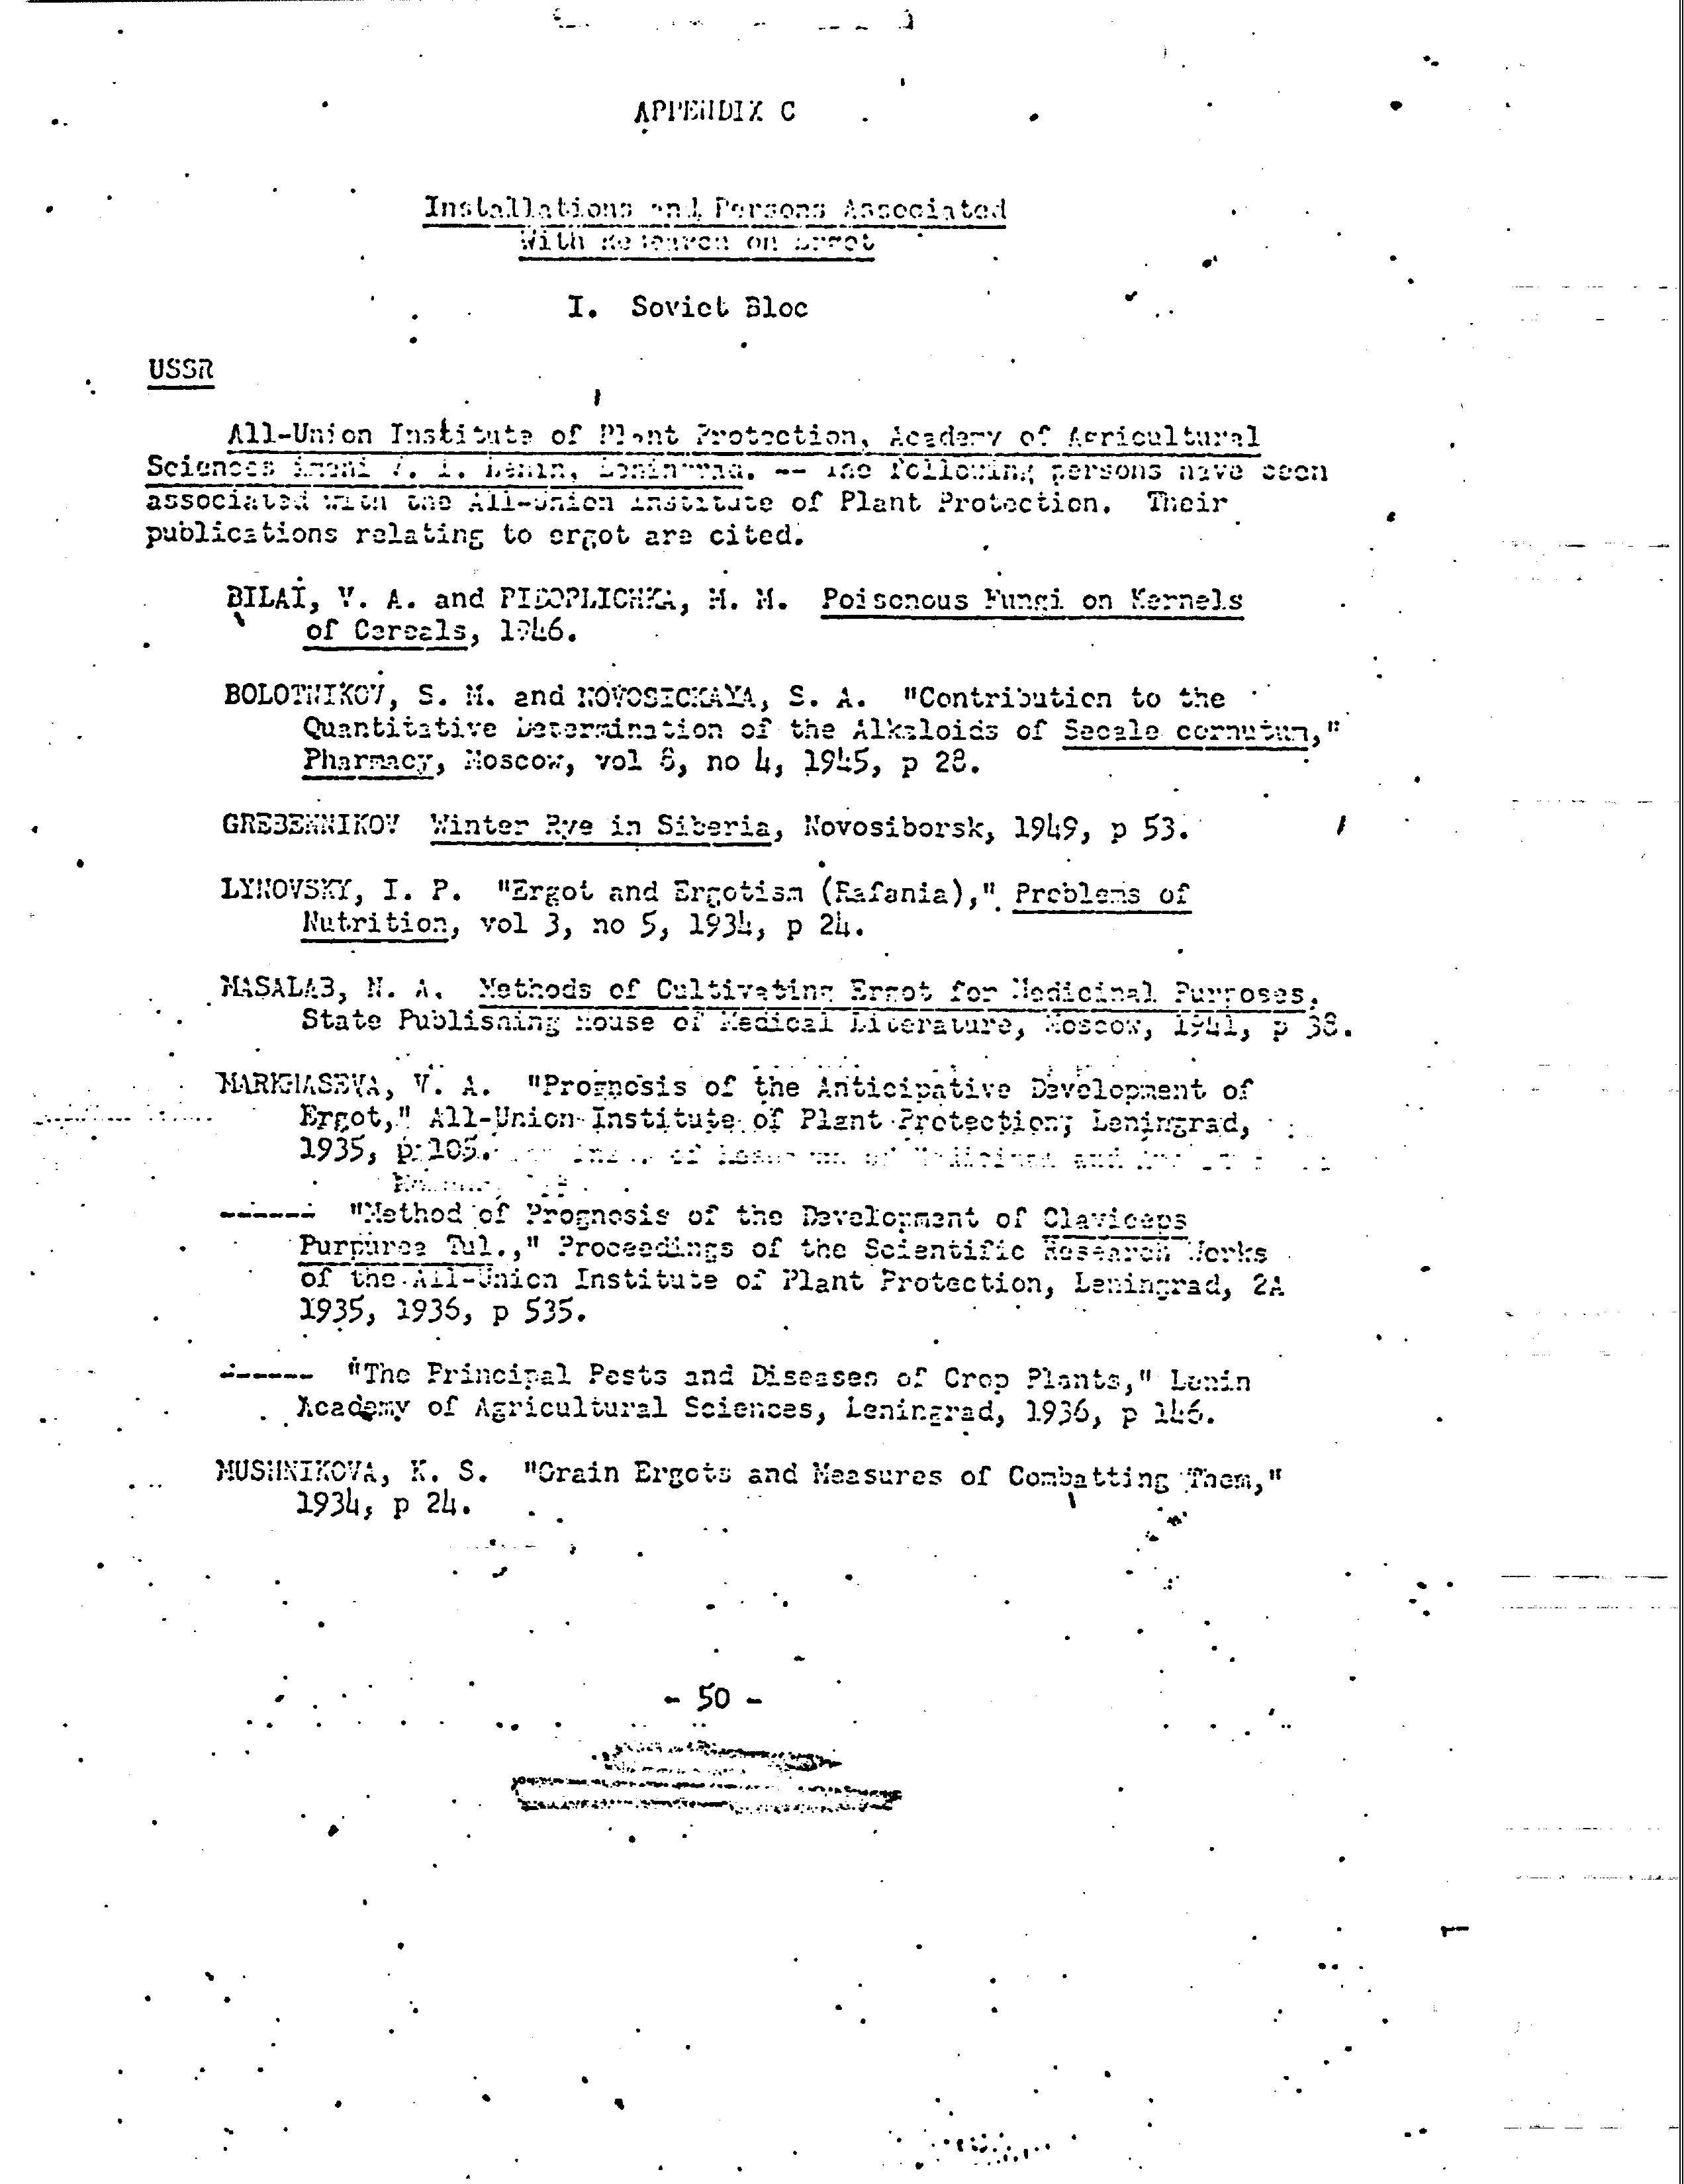 APPENDIX C
Installations and Persons Associated
With Research on Ergot
I. Soviet Bloc
USSR
All-Union Institute of Plant Protection, Academy of Agricultural
Sciences imeni V. I. Lenin, Leningrad. -- The following persons have been
associated with the All-Union Institute of Plant Protection. Their
publications relating to ergot are cited.
BILAI, V. A. and PIDOPLICHKA, M. M. Poisonous Fungi on Kernels
of Cereals, 1946.
BOLOTNIKOV, S. M. and NOVOSICKAYA, S. A. "Contribution to the
Quantitative Determination of the Alkaloids of Secale cornutum,"
Pharmacy, Moscow, vol 8, no 4, 1945, p 28.
GREBENNIKOV Winter Rye in Siberia, Novosiborsk, 1949, p 53.
LYNOVSKY, I. P. "Ergot and Ergotism (Rafania)," Problems of
Nutrition, vol 3, no 5, 1934, p 24.
MASALAB, N. A. Methods of Cultivating Ergot for Medicinal Purposes,
State Publishing House of Medical Literature, Moscow, 1941, p 38.
MARKHASEVA, V. A. "Prognosis of the Anticipative Development of
Ergot," All-Union Institute of Plant Protection, Leningrad,
1935, p 105.
------ "Method of Prognosis of the Development of Claviceps
Purpurea Tul.," Proceedings of the Scientific Research Works
of the All-Union Institute of Plant Protection, Leningrad, 2A
1935, 1936, p 535.
------ "The Principal Pests and Diseases of Crop Plants," Lenin
Academy of Agricultural Sciences, Leningrad, 1936, p 146.
MUSHNIKOVA, K. S. "Grain Ergots and Measures of Combatting Them,"
1934, p 24.
- 50 -